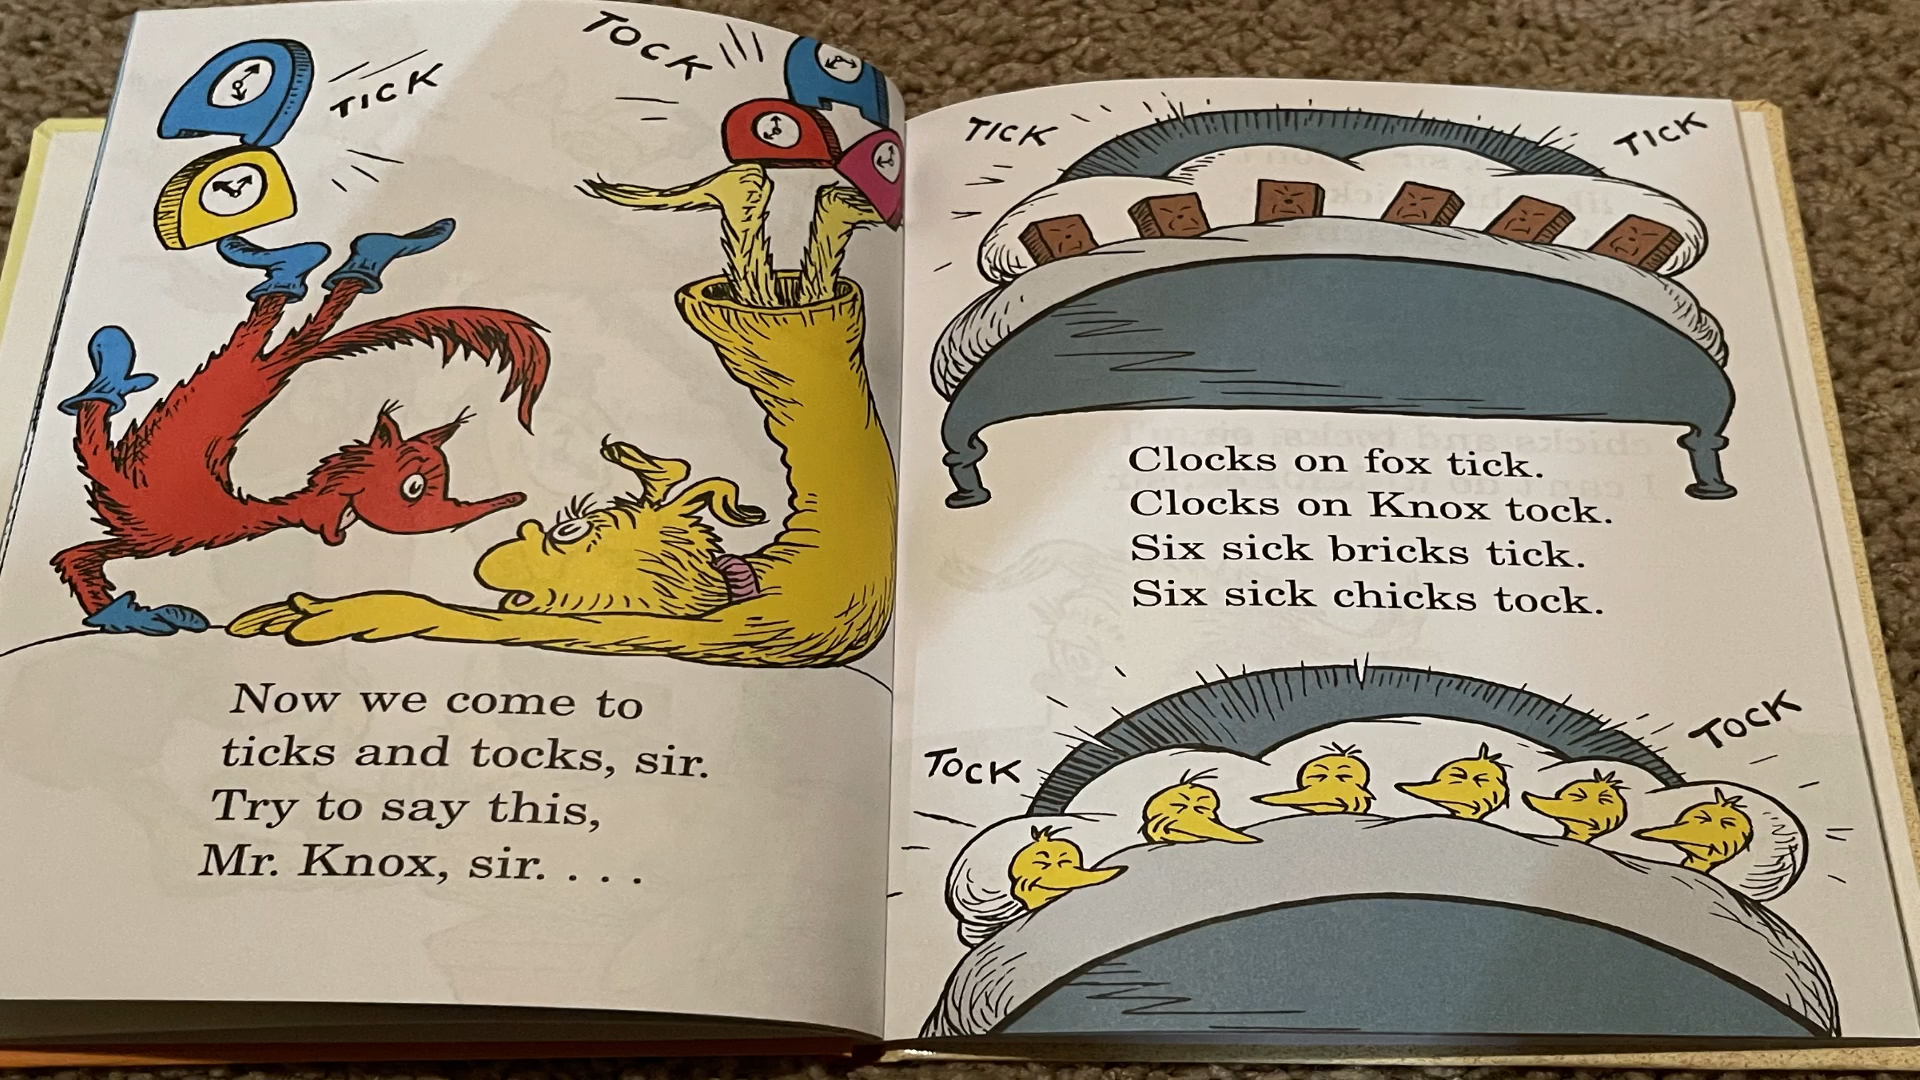 TICK
TOCK
Now we come to
ticks and tocks, sir.
Try to say this,
Mr. Knox, sir. . . .
TICK
TICK
Clocks on fox tick.
Clocks on Knox tock.
Six sick bricks tick.
Six sick chicks tock.
TOCK
TOCK